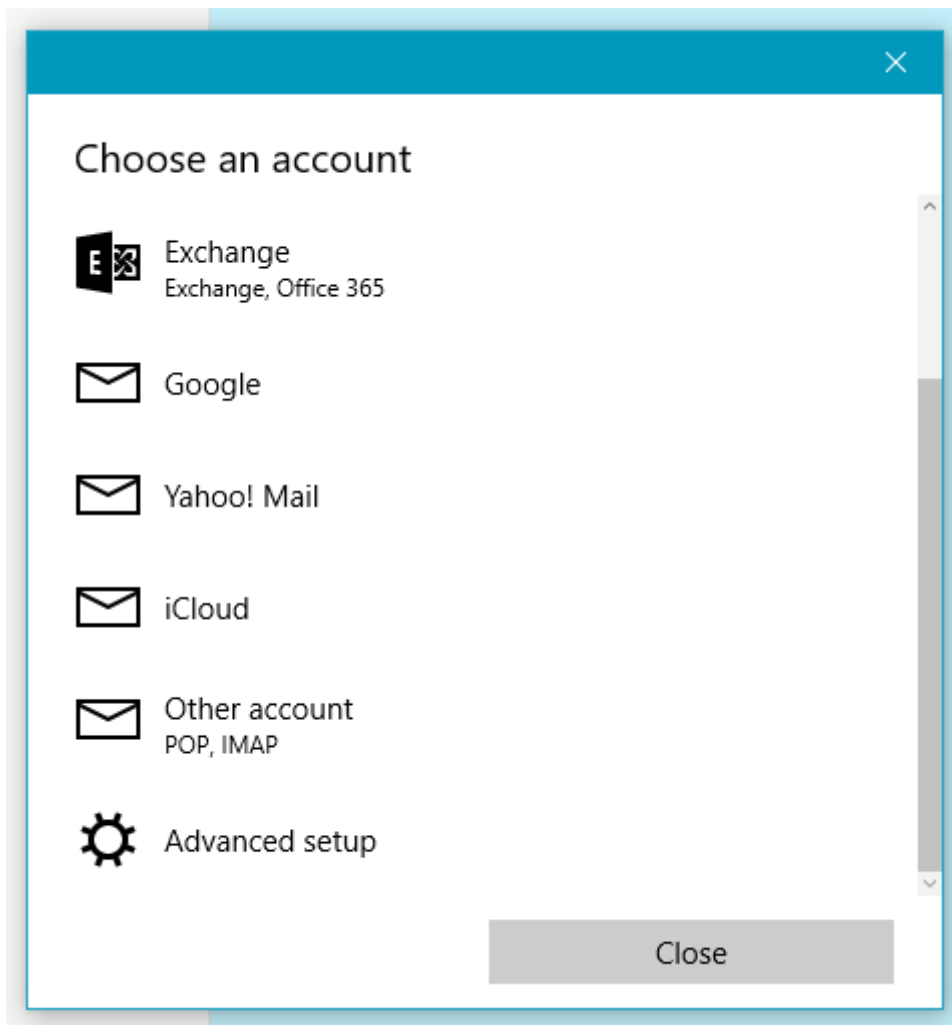 Choose an account
E
Exchange
Exchange, Office 365
Google
Yahoo! Mail
iCloud
Other account
POP, IMAP
Advanced setup
Close